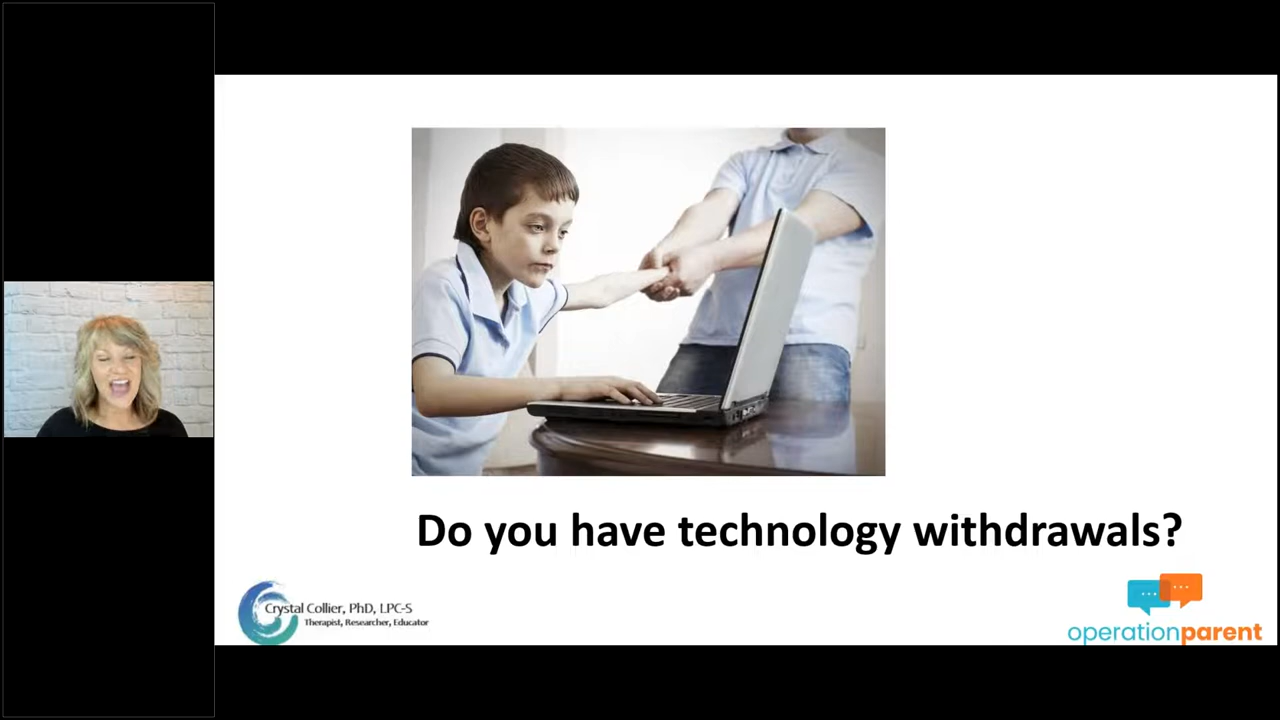 Do you have technology withdrawals?
Crystal Collier, PhD, LPC-S
Therapist, Researcher, Educator
operationparent